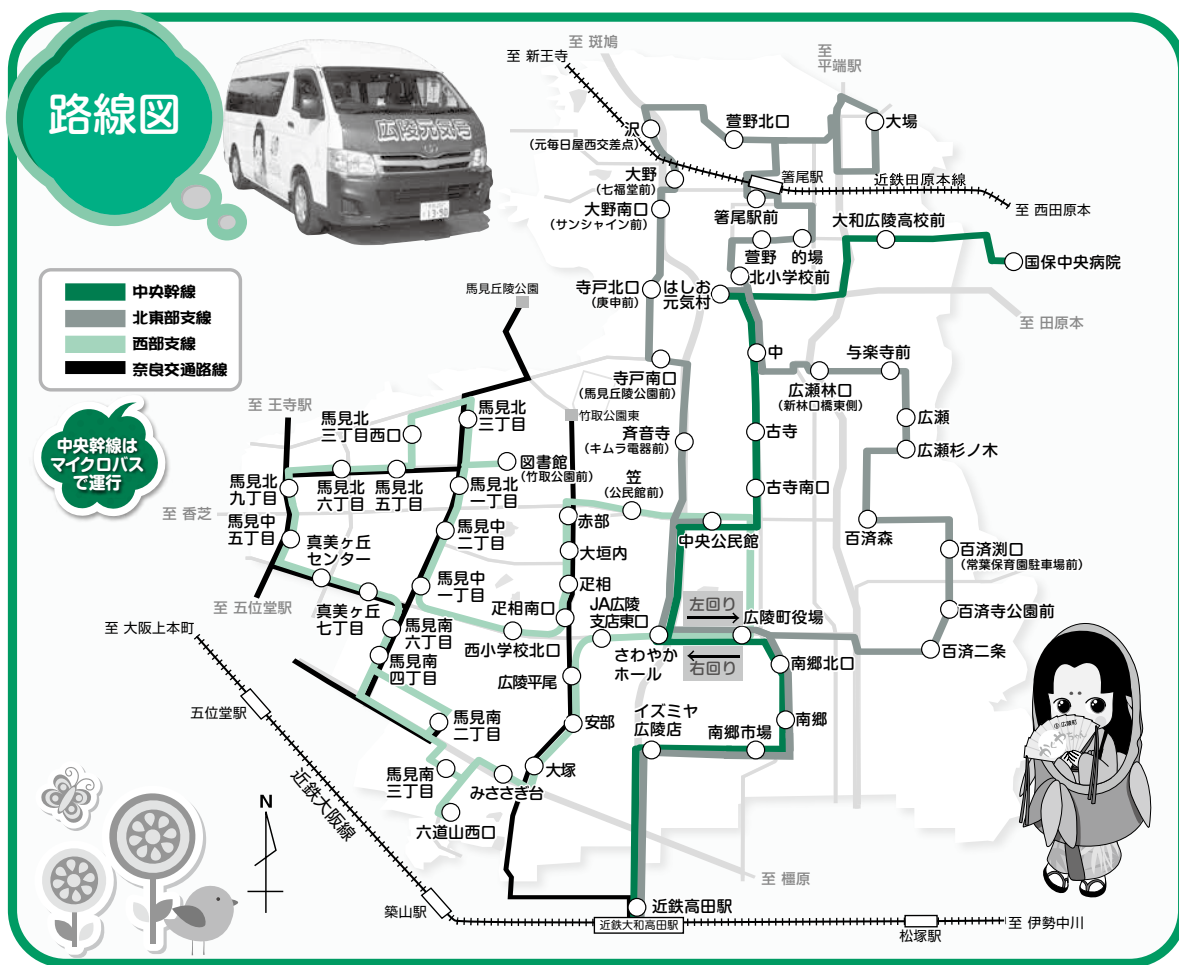 路線図
広陵元気号
中央幹線
北東部支線
西部支線
奈良交通路線
中央幹線は
マイクロバス
で運行
至 新王寺
至 斑鳩
至
平端駅
沢
(元毎日屋西交差点)
萱野北口
大場
大野
(七福堂前)
箸尾駅
近鉄田原本線
至 西田原本
大野南口
(サンシャイン前)
箸尾駅前
大和広陵高校前
萱野
的場
国保中央病院
北小学校前
寺戸北口
(庚申前)
はしお
元気村
至 田原本
馬見丘陵公園
中
与楽寺前
寺戸南口
(馬見丘陵公園前)
広瀬林口
(新林口橋東側)
至 王寺駅
馬見北
三丁目西口
馬見北
三丁目
竹取公園東
斉音寺
(キムラ電器前)
古寺
広瀬
広瀬杉ノ木
図書館
(竹取公園前)
馬見北
九丁目
馬見北
六丁目
馬見北
五丁目
馬見北
一丁目
笠
(公民館前)
古寺南口
至 香芝
馬見中
五丁目
真美ヶ丘
センター
馬見中
二丁目
赤部
中央公民館
百済森
大垣内
百済渕口
(常葉保育園駐車場前)
至 五位堂駅
真美ヶ丘
七丁目
馬見中
一丁目
疋相
疋相南口
JA広陵
支店東口
左回り
広陵町役場
百済寺公園前
至 大阪上本町
馬見南
六丁目
西小学校北口
さわやか
ホール
右回り
南郷北口
百済二条
馬見南
四丁目
広陵平尾
五位堂駅
馬見南
二丁目
安部
イズミヤ
広陵店
南郷市場
南郷
馬見南
三丁目
みささぎ台
大塚
六道山西口
近鉄大阪線
N
至 橿原
築山駅
近鉄高田駅
近鉄大和高田駅
松塚駅
至 伊勢中川
広陵町
かぐやちゃん